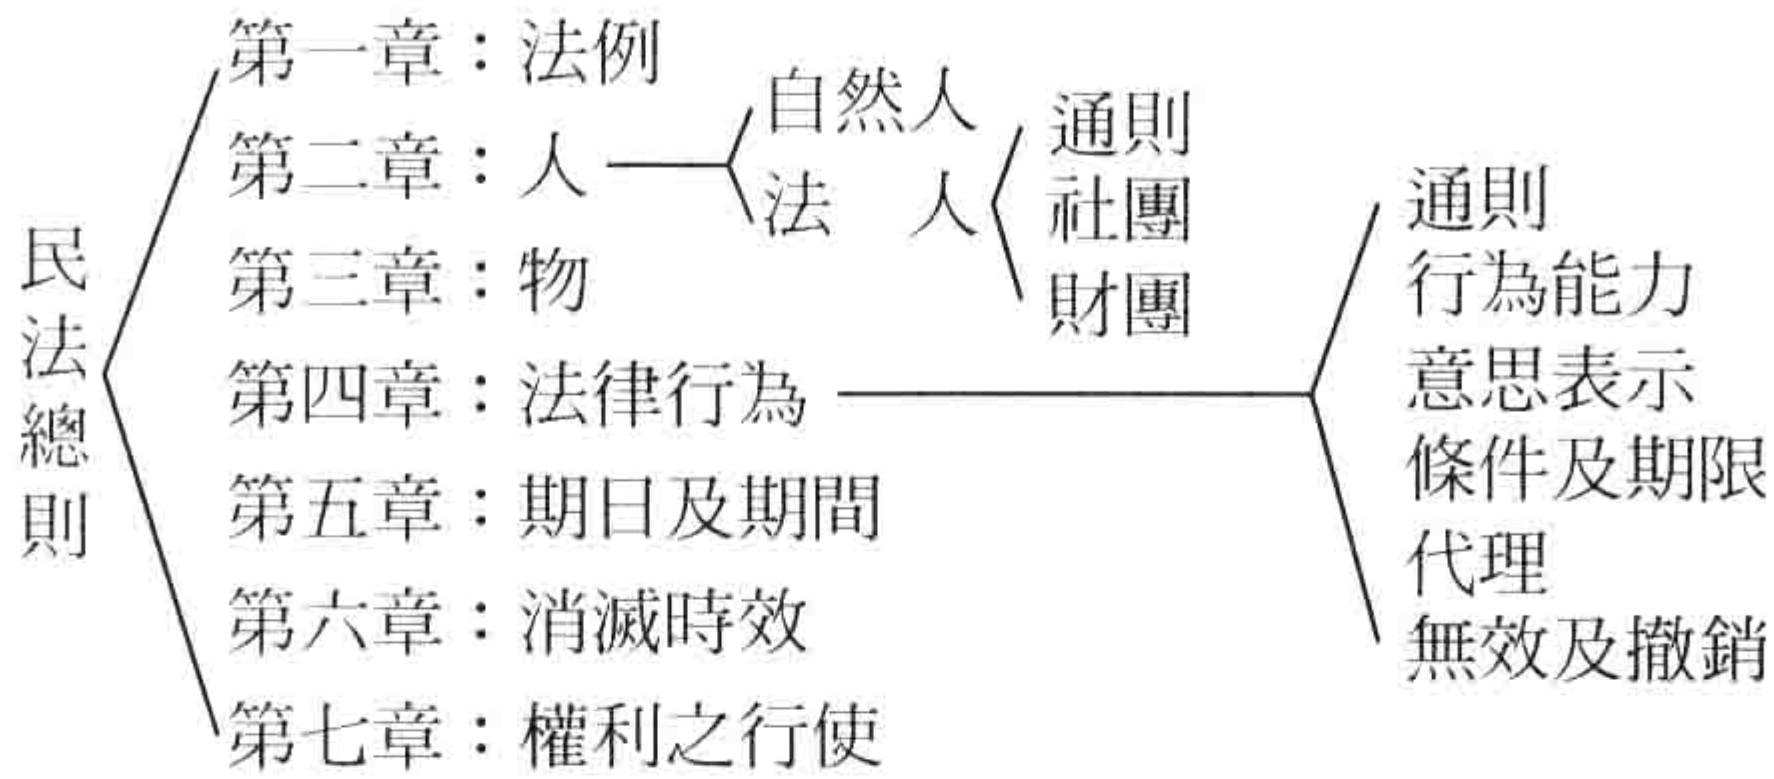 民法總則
第一章：法例
第二章：人
自然人
法　人
通則
社團
財團
第三章：物
第四章：法律行為
通則
行為能力
意思表示
條件及期限
代理
無效及撤銷
第五章：期日及期間
第六章：消滅時效
第七章：權利之行使